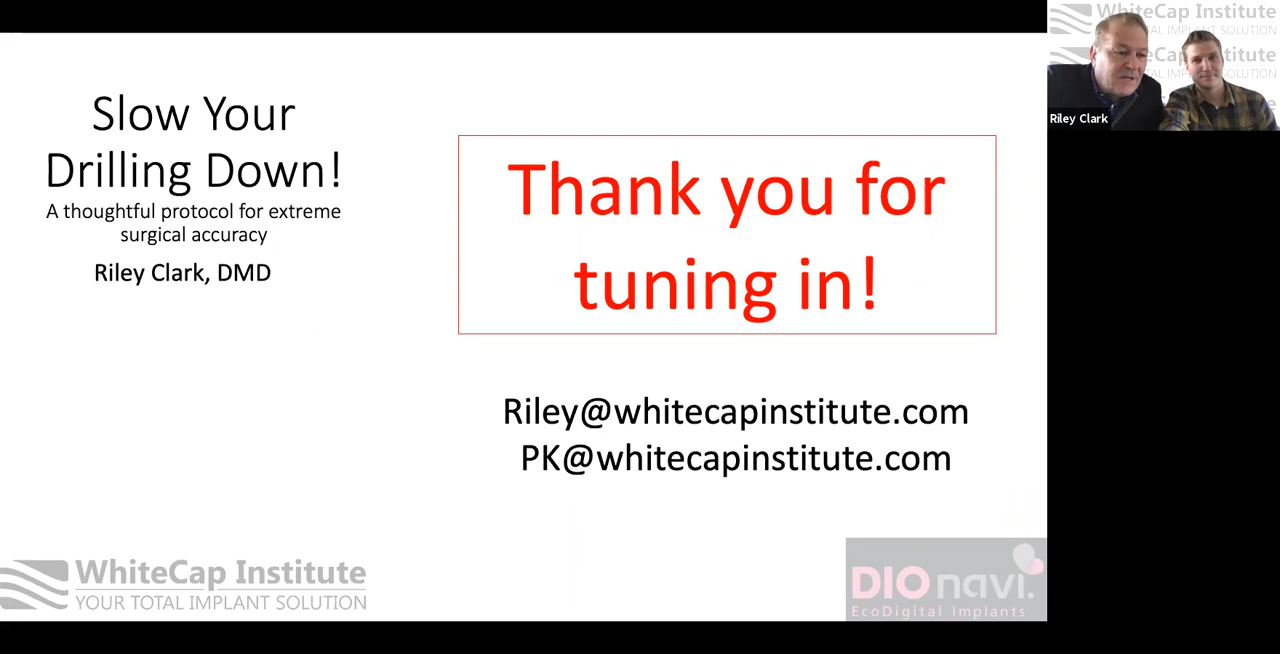 Slow Your
Drilling Down!
A thoughtful protocol for extreme
surgical accuracy
Riley Clark, DMD
Thank you for
tuning in!
Riley@whitecapinstitute.com
PK@whitecapinstitute.com
WhiteCap Institute
YOUR TOTAL IMPLANT SOLUTION
DIOnavi.
EcoDigital Implants
WhiteCap Institute
TAL IMPLANT SOLUTION
Riley Clark